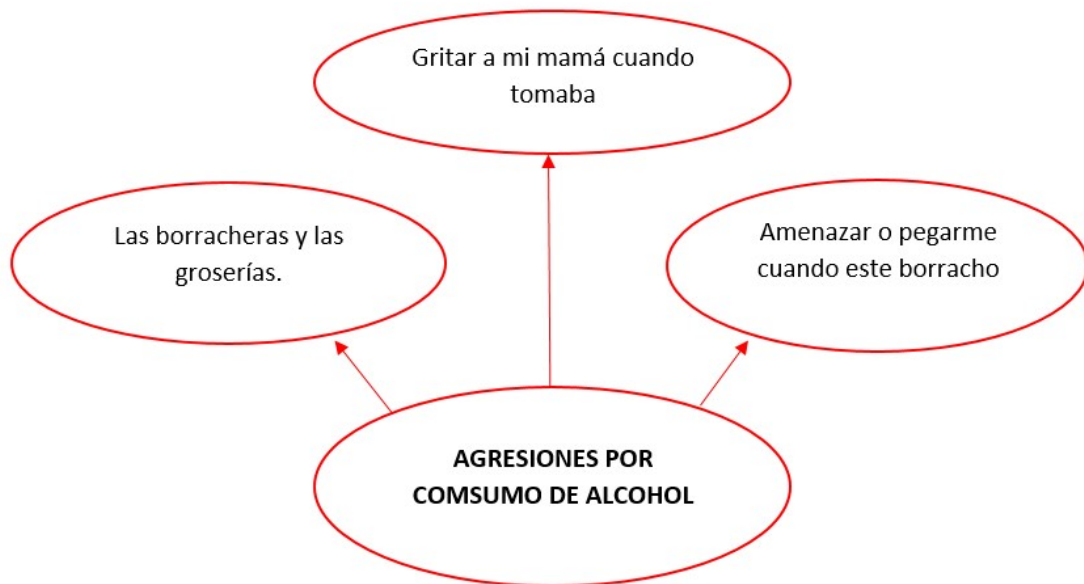 Gritar a mi mamá cuando
tomaba
Las borracheras y las
groserías.
Amenazar o pegarme
cuando este borracho
AGRESIONES POR
COMSUMO DE ALCOHOL